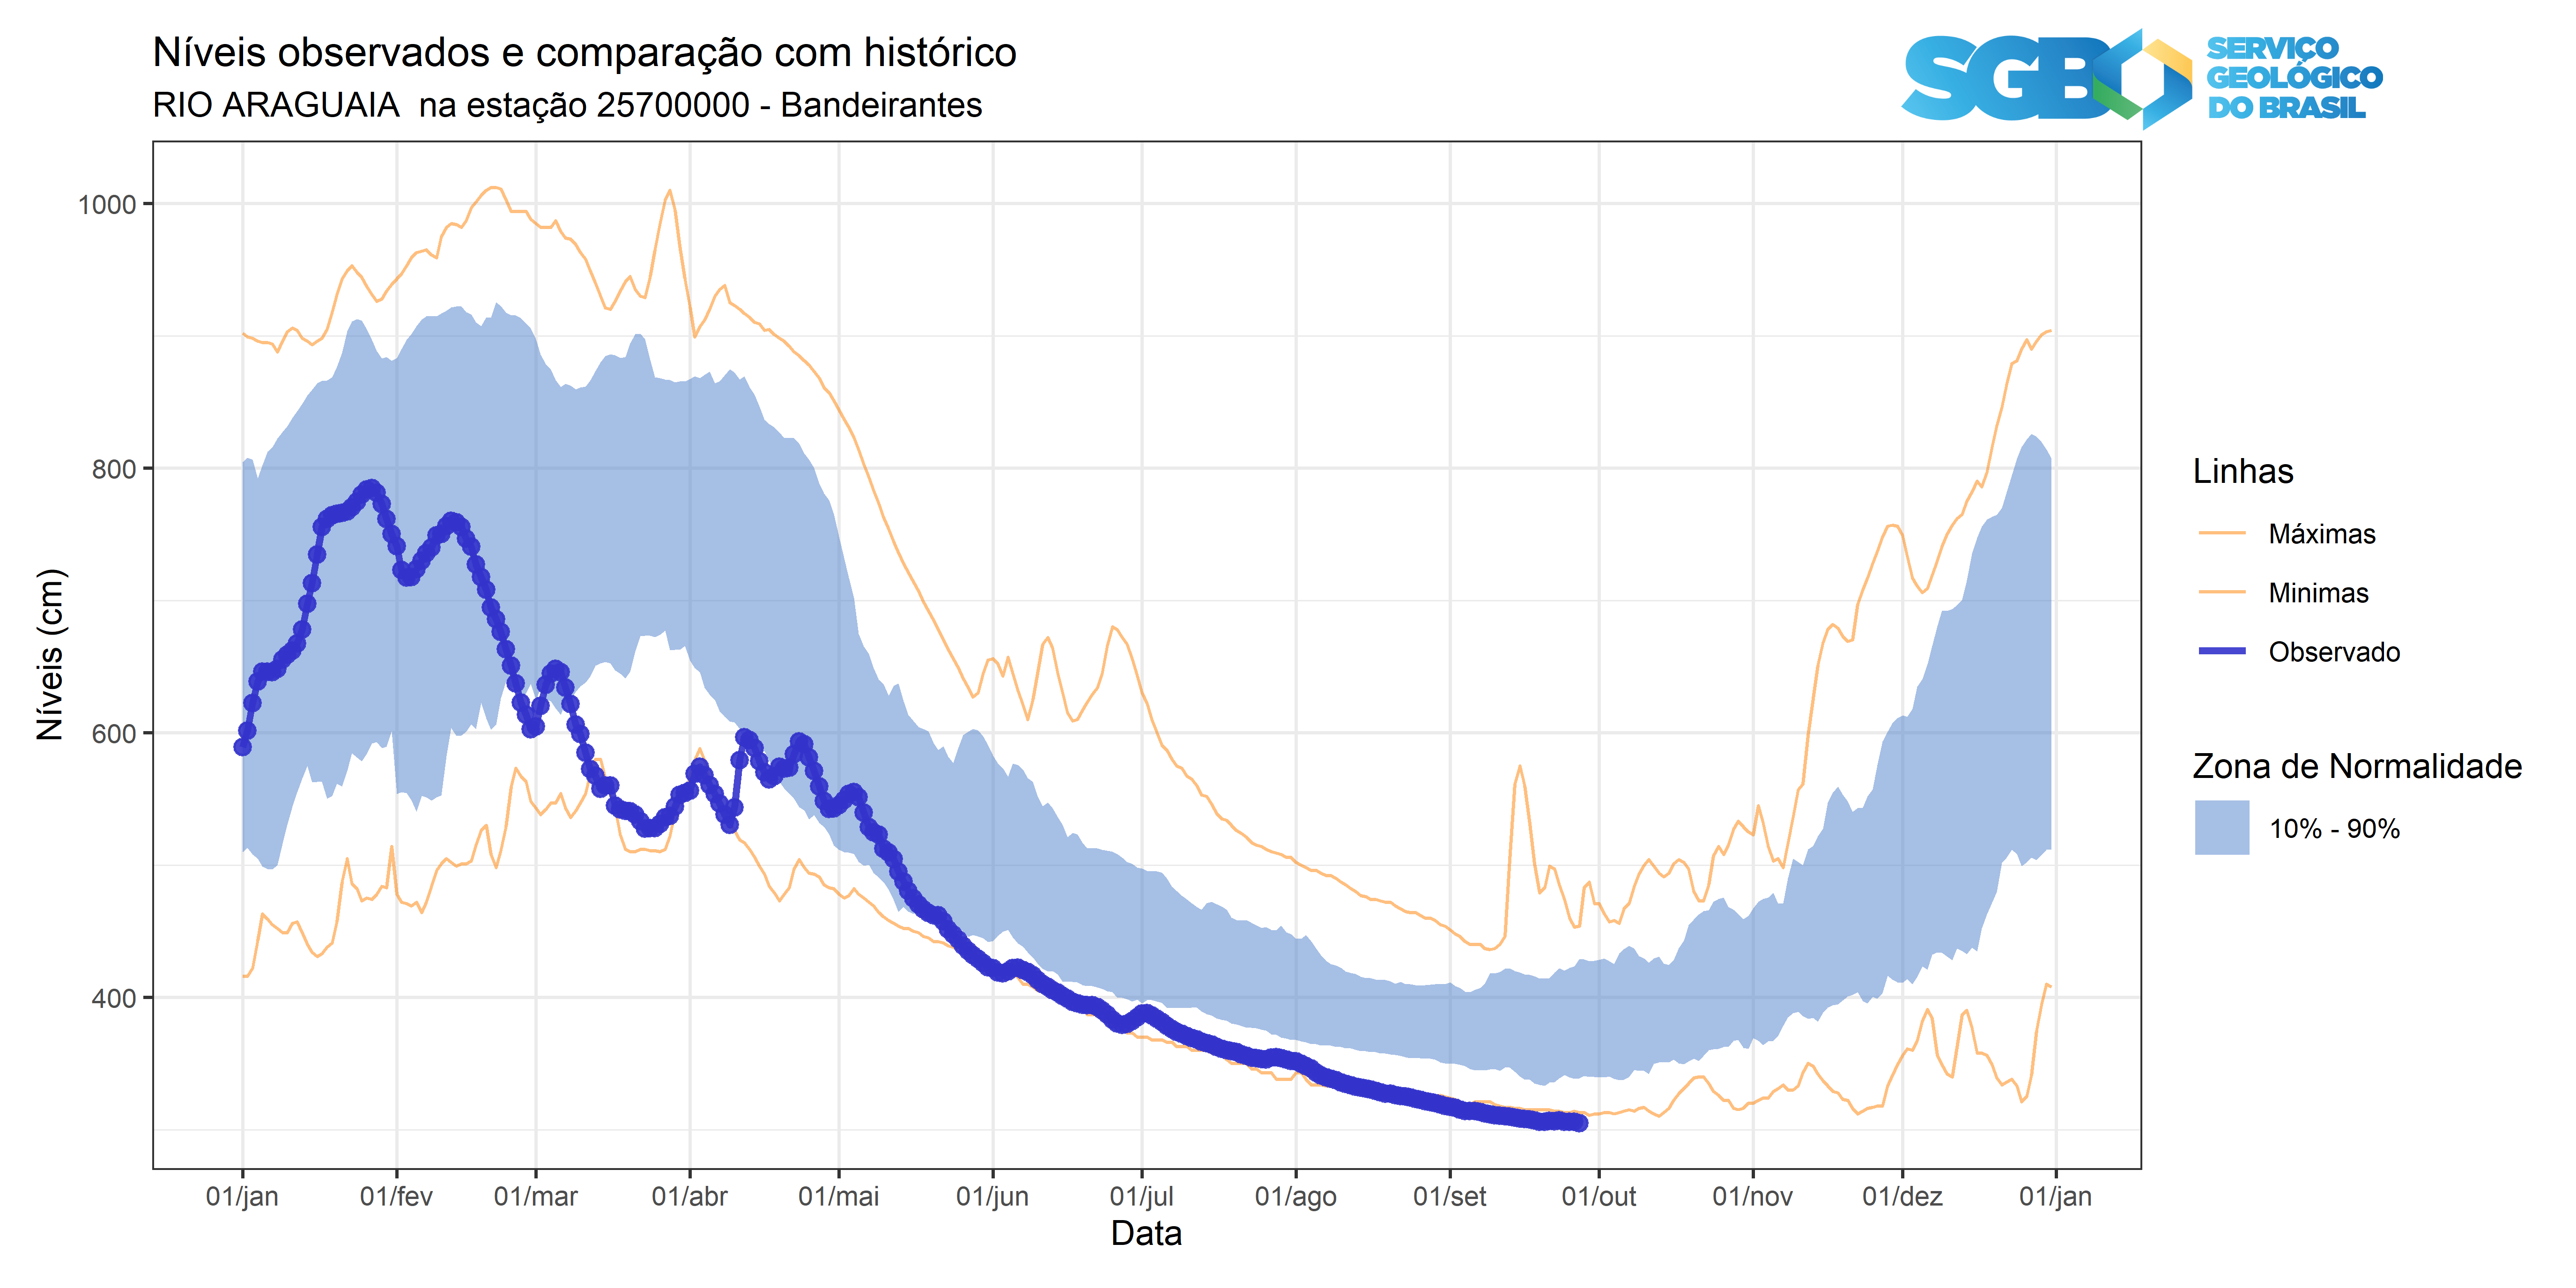 Níveis observados e comparação com histórico
RIO ARAGUAIA  na estação 25700000 - Bandeirantes
SGB
SERVIÇO
GEOLÓGICO
DO BRASIL
Níveis (cm)
1000
800
600
400
01/jan
01/fev
01/mar
01/abr
01/mai
01/jun
01/jul
01/ago
01/set
01/out
01/nov
01/dez
01/jan
Data
Linhas
Máximas
Minimas
Observado
Zona de Normalidade
10% - 90%